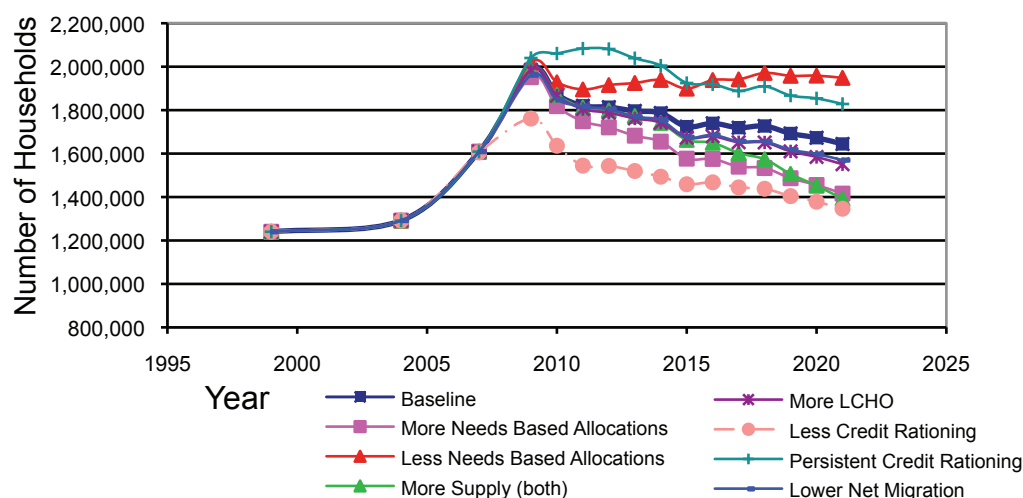 Number of Households
2,200,000
2,000,000
1,800,000
1,600,000
1,400,000
1,200,000
1,000,000
800,000
1995 2000 2005 2010 2015 2020 2025
Year
Baseline
More Needs Based Allocations
Less Needs Based Allocations
More Supply (both)
More LCHO
Less Credit Rationing
Persistent Credit Rationing
Lower Net Migration